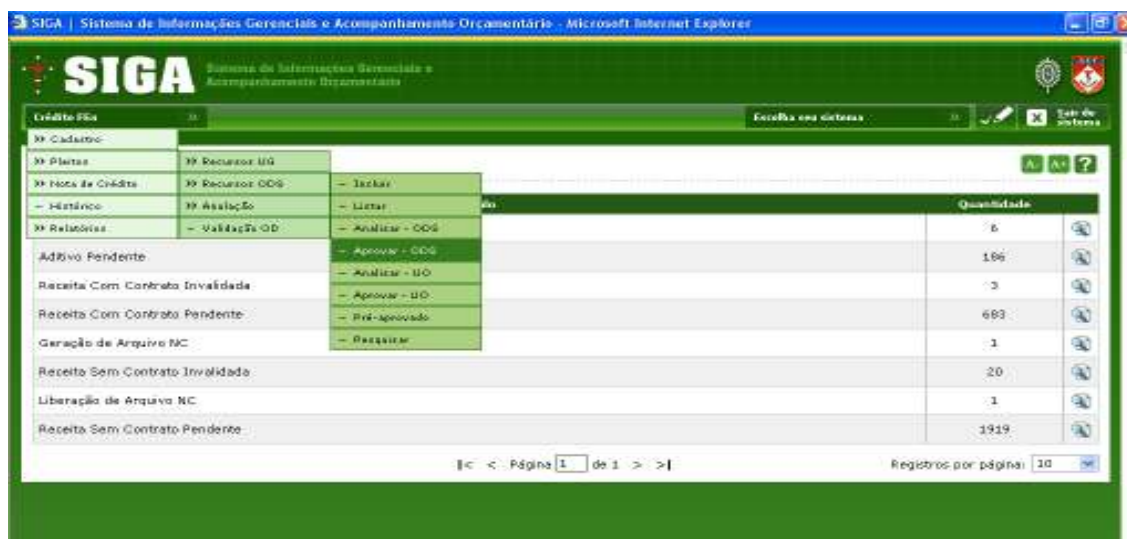 SIGA | Sistema de Informações Gerenciais e Acompanhamento Orçamentário - Microsoft Internet Explorer
SIGA
Sistema de Informações Gerenciais e
Acompanhamento Orçamentário
Crédito
Escolha seu sistema
Sair do
sistema
Cadastro
Pleitos
Recursos UG
A- A+ ?
Nota de Crédito
Recursos ODS
- Incluir
- Histórico
Anulação
- Listar
Quantidade
Relatórios
- Validação OD
- Analisar - ODS
6
Aditivo Pendente
- Aprovar - ODS
186
- Analisar - UO
Receita Com Contrato Invalidada
3
- Aprovar - UO
Receita Com Contrato Pendente
- Pré-aprovado
683
Geração de Arquivo NC
- Pesquisar
1
Receita Sem Contrato Invalidada
20
Liberação de Arquivo NC
1
Receita Sem Contrato Pendente
1919
|< < Página 1 de 1 > >|
Registros por página: 10